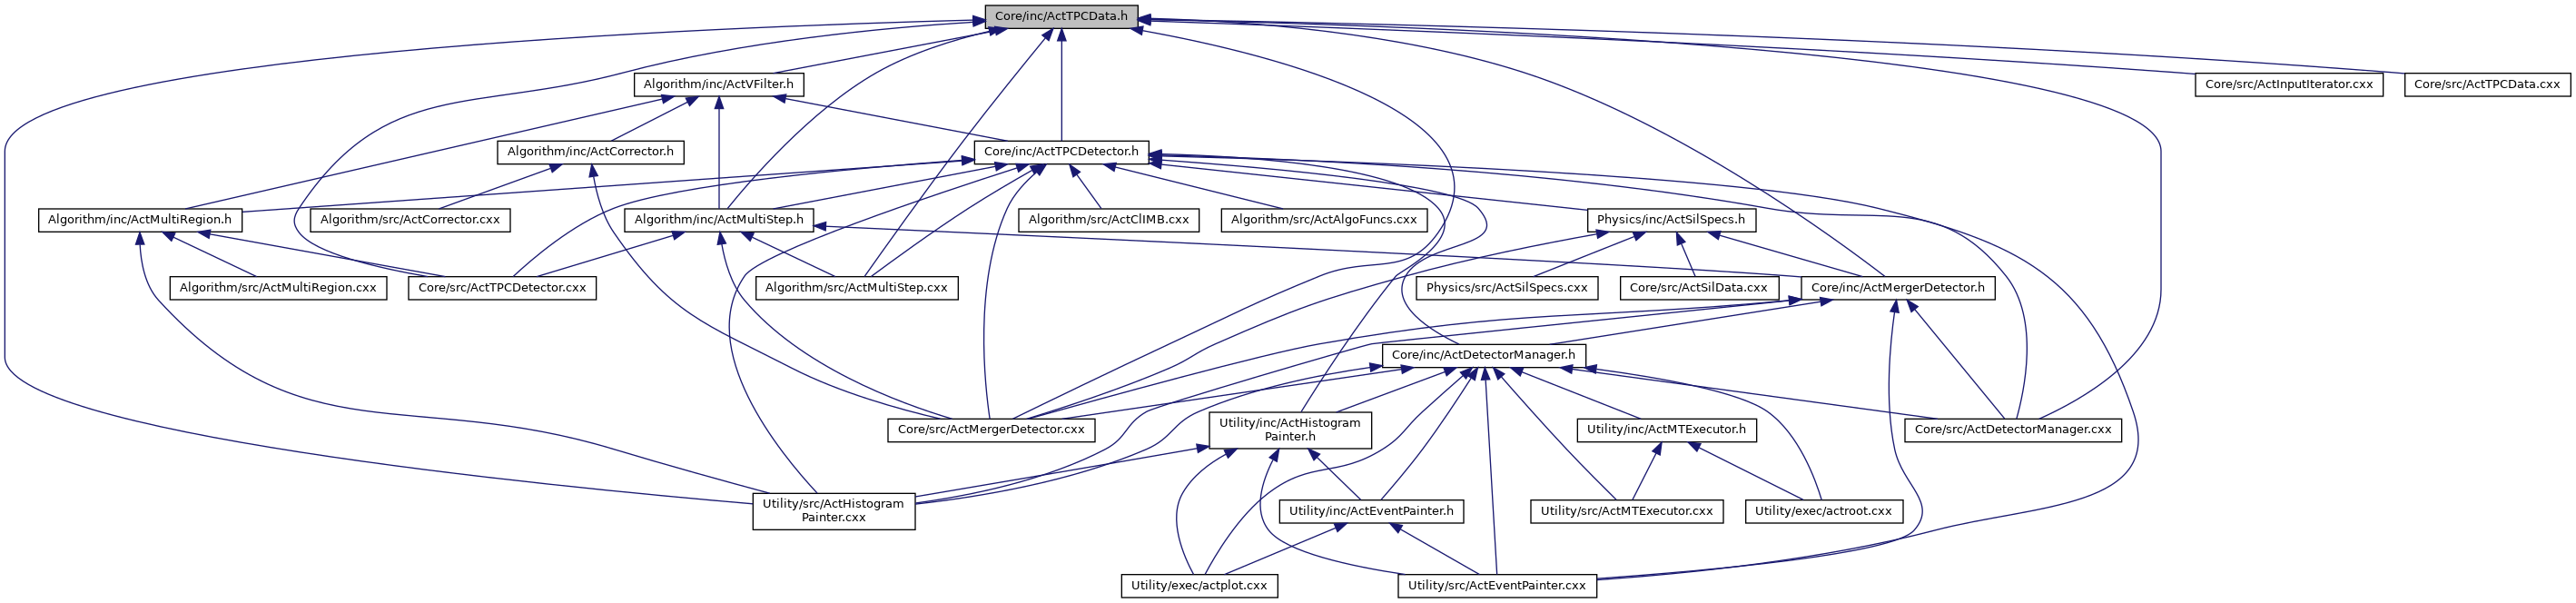 Core/inc/ActTPCData.h
Algorithm/inc/ActVFilter.h
Core/src/ActInputIterator.cxx
Core/src/ActTPCData.cxx
Algorithm/inc/ActCorrector.h
Core/inc/ActTPCDetector.h
Algorithm/inc/ActMultiRegion.h
Algorithm/src/ActCorrector.cxx
Algorithm/inc/ActMultiStep.h
Algorithm/src/ActClIMB.cxx
Algorithm/src/ActAlgoFuncs.cxx
Physics/inc/ActSilSpecs.h
Algorithm/src/ActMultiRegion.cxx
Core/src/ActTPCDetector.cxx
Algorithm/src/ActMultiStep.cxx
Physics/src/ActSilSpecs.cxx
Core/src/ActSilData.cxx
Core/inc/ActMergerDetector.h
Core/inc/ActDetectorManager.h
Core/src/ActMergerDetector.cxx
Utility/inc/ActHistogram
Painter.h
Utility/inc/ActMTExecutor.h
Core/src/ActDetectorManager.cxx
Utility/src/ActHistogram
Painter.cxx
Utility/inc/ActEventPainter.h
Utility/src/ActMTExecutor.cxx
Utility/exec/actroot.cxx
Utility/exec/actplot.cxx
Utility/src/ActEventPainter.cxx